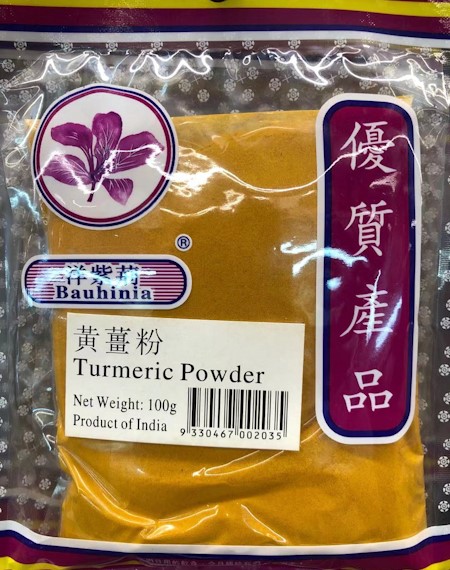 ®
洋紫荊
Bauhinia
優質產品
黃薑粉
Turmeric Powder
Net Weight: 100g
Product of India
9 330467 002035